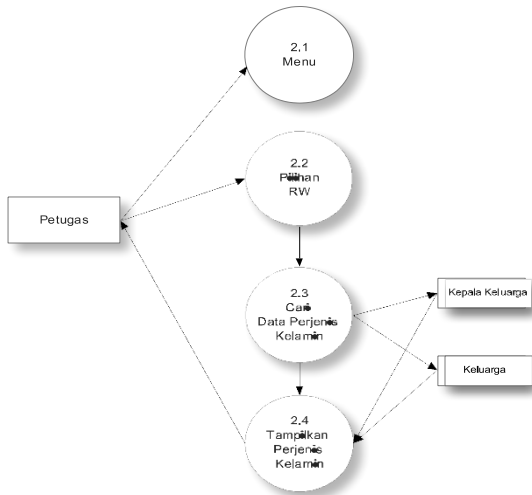 2.1
Menu
2.2
Pilihan
RW
Petugas
2.3
Cari
Data Perjenis
Kelamin
Kepala Keluarga
Keluarga
2.4
Tampilkan
Perjenis
Kelamin